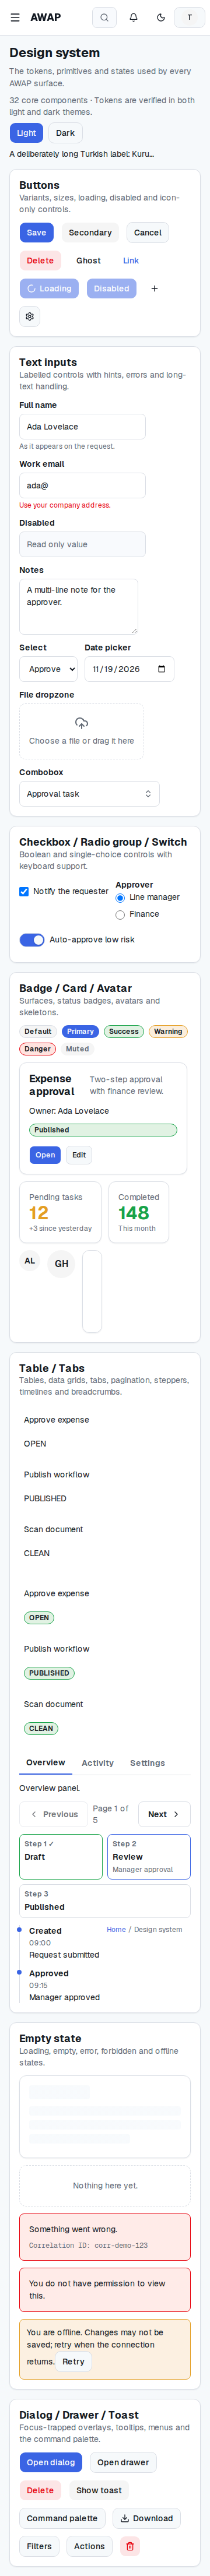 AWAP
T
Design system
The tokens, primitives and states used by every
AWAP surface.
32 core components · Tokens are verified in both
light and dark themes.
Light
Dark
A deliberately long Turkish label: Kuru...
Buttons
Variants, sizes, loading, disabled and icon-
only controls.
Save
Secondary
Cancel
Delete
Ghost
Link
Loading
Disabled
Text inputs
Labelled controls with hints, errors and long-
text handling.
Full name
Ada Lovelace
As it appears on the request.
Work email
ada@
Use your company address.
Disabled
Read only value
Notes
A multi-line note for the
approver.
Select
Date picker
Approve
11/19/2026
File dropzone
Choose a file or drag it here
Combobox
Approval task
Checkbox / Radio group / Switch
Boolean and single-choice controls with
keyboard support.
Notify the requester
Approver
Line manager
Finance
Auto-approve low risk
Badge / Card / Avatar
Surfaces, status badges, avatars and
skeletons.
Default
Primary
Success
Warning
Danger
Muted
Expense
approval
Two-step approval
with finance review.
Owner: Ada Lovelace
Published
Open
Edit
Pending tasks
12
+3 since yesterday
Completed
148
This month
AL
GH
Table / Tabs
Tables, data grids, tabs, pagination, steppers,
timelines and breadcrumbs.
Approve expense
OPEN
Publish workflow
PUBLISHED
Scan document
CLEAN
Approve expense
OPEN
Publish workflow
PUBLISHED
Scan document
CLEAN
Overview
Activity
Settings
Overview panel.
Previous
Page 1 of
5
Next
Step 1 ✓
Draft
Step 2
Review
Manager approval
Step 3
Published
Created
09:00
Request submitted
Home / Design system
Approved
09:15
Manager approved
Empty state
Loading, empty, error, forbidden and offline
states.
Nothing here yet.
Something went wrong.
Correlation ID: corr-demo-123
You do not have permission to view
this.
You are offline. Changes may not be
saved; retry when the connection
returns.
Retry
Dialog / Drawer / Toast
Focus-trapped overlays, tooltips, menus and
the command palette.
Open dialog
Open drawer
Delete
Show toast
Command palette
Download
Filters
Actions